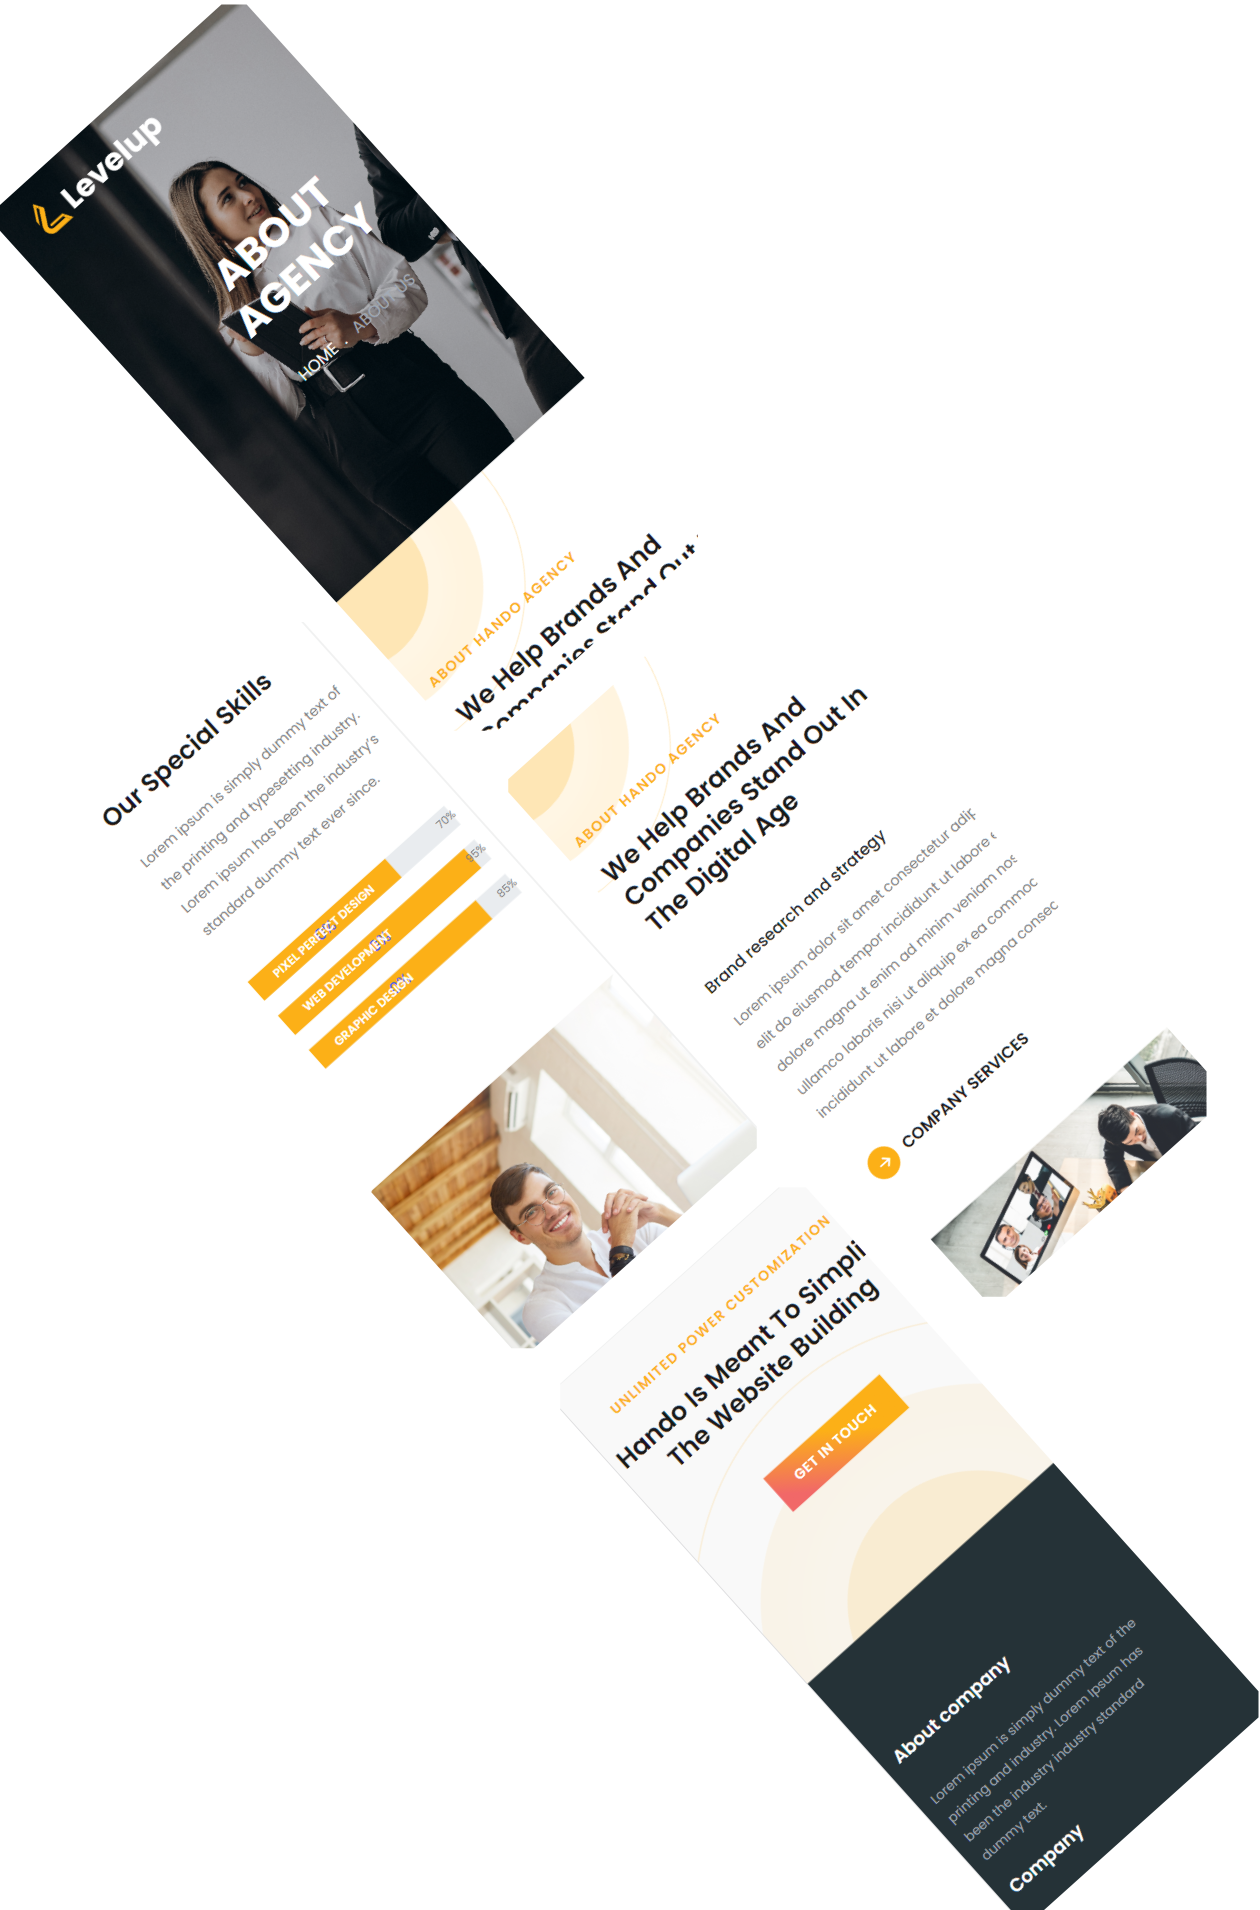 Levelup
ABOUT
AGENCY
HOME · ABOUT US
ABOUT HANDO AGENCY
We Help Brands And
Companies Stand Out
Our Special Skills
Lorem ipsum is simply dummy text of
the printing and typesetting industry.
Lorem ipsum has been the industry's
standard dummy text ever since.
70%
PIXEL PERFECT DESIGN
95%
WEB DEVELOPMENT
85%
GRAPHIC DESIGN
ABOUT HANDO AGENCY
We Help Brands And
Companies Stand Out In
The Digital Age
Brand research and strategy
Lorem ipsum dolor sit amet consectetur adip
elit do eiusmod tempor incididunt ut labore e
dolore magna ut enim ad minim veniam nos
ullamco laboris nisi ut aliquip ex ea commoc
incididunt ut labore et dolore magna consec
COMPANY SERVICES
UNLIMITED POWER CUSTOMIZATION
Hando Is Meant To Simpli
The Website Building
GET IN TOUCH
About company
Lorem ipsum is simply dummy text of the
printing and industry. Lorem Ipsum has
been the industry industry standard
dummy text.
Company